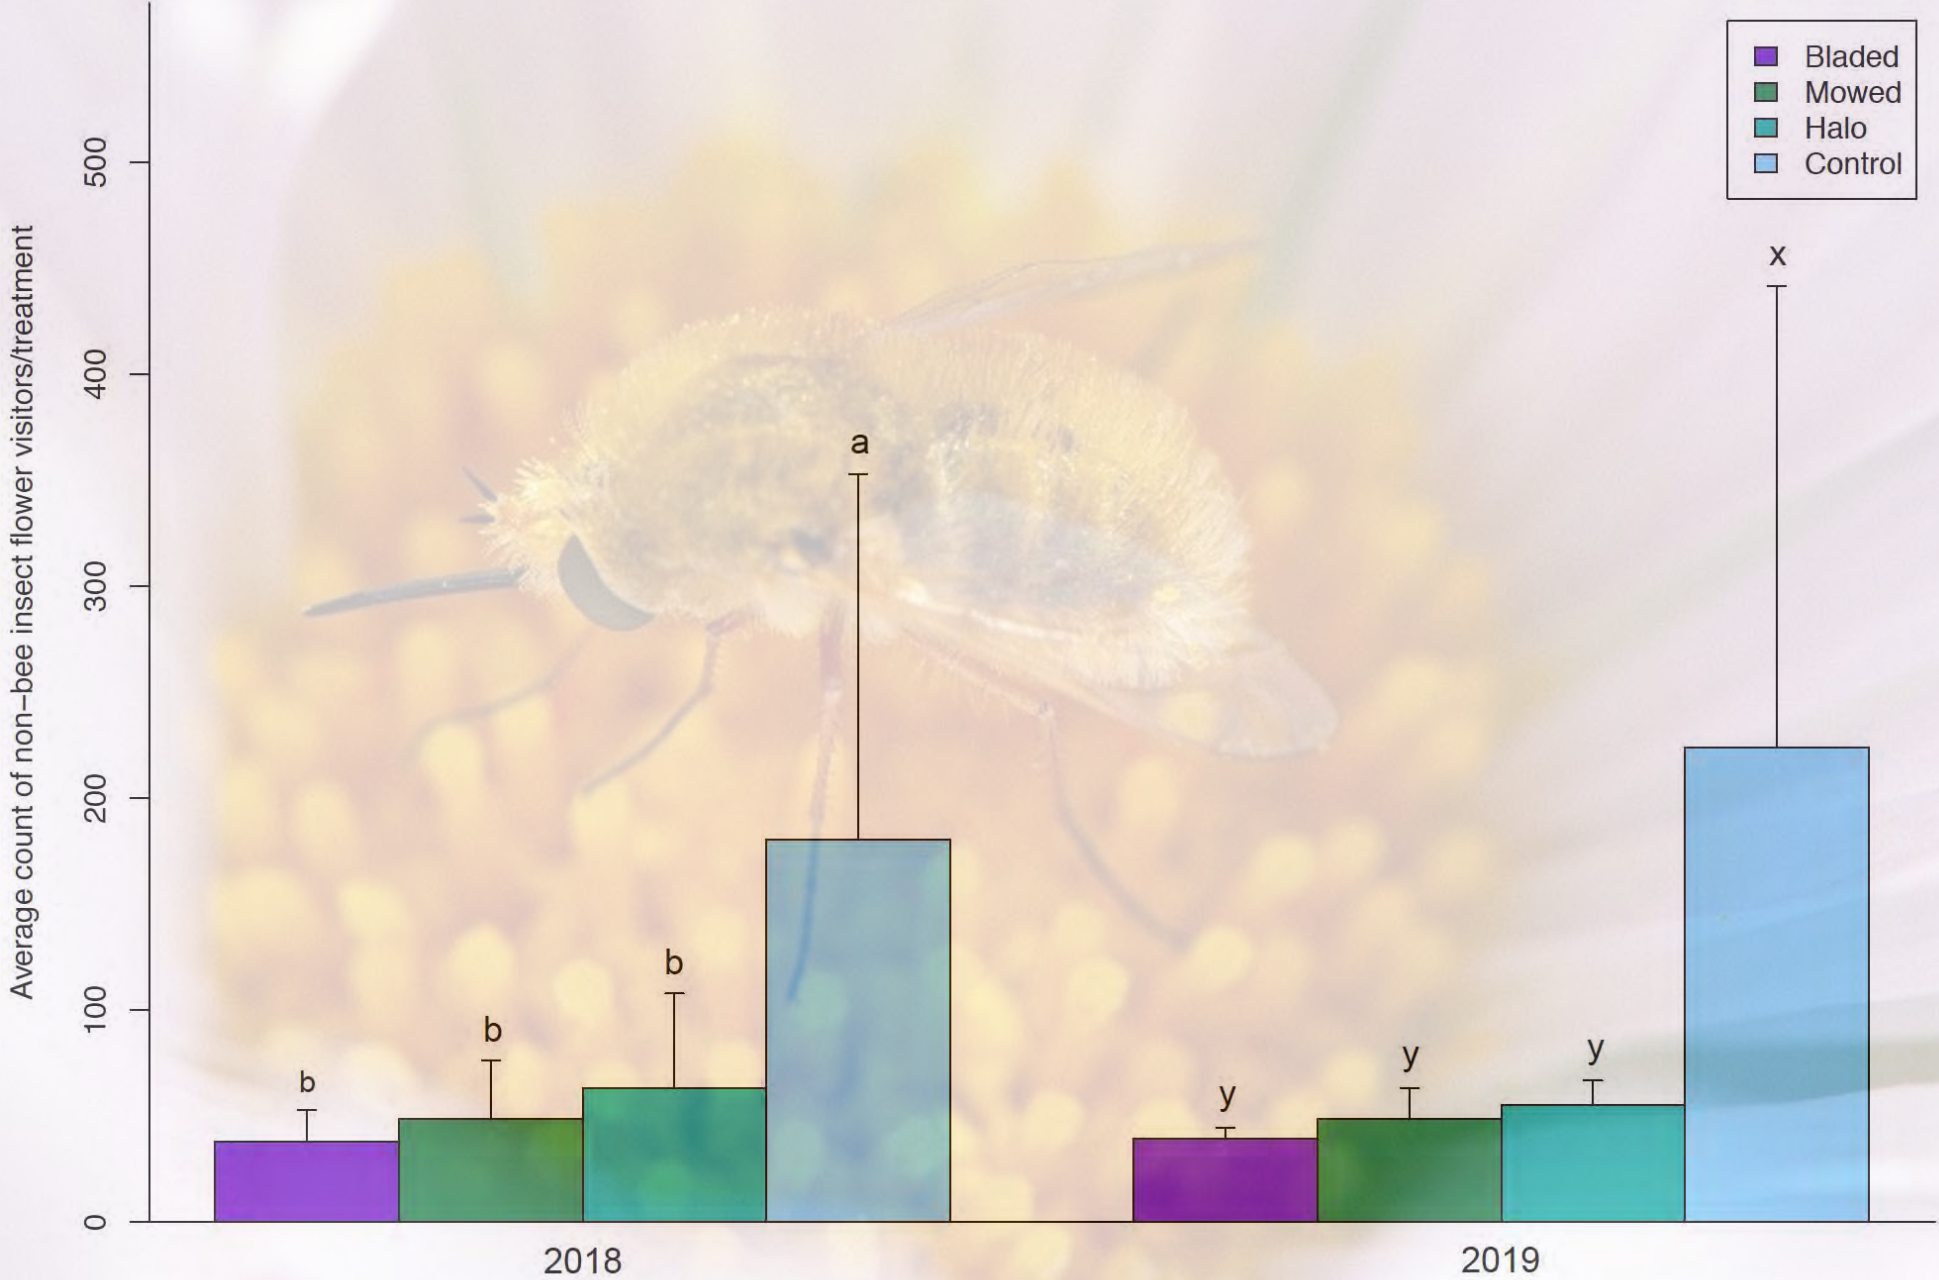 Average count of non−bee insect flower visitors/treatment
500
400
300
200
100
0
Bladed
Mowed
Halo
Control
b
b
b
a
y
y
y
x
2018
2019